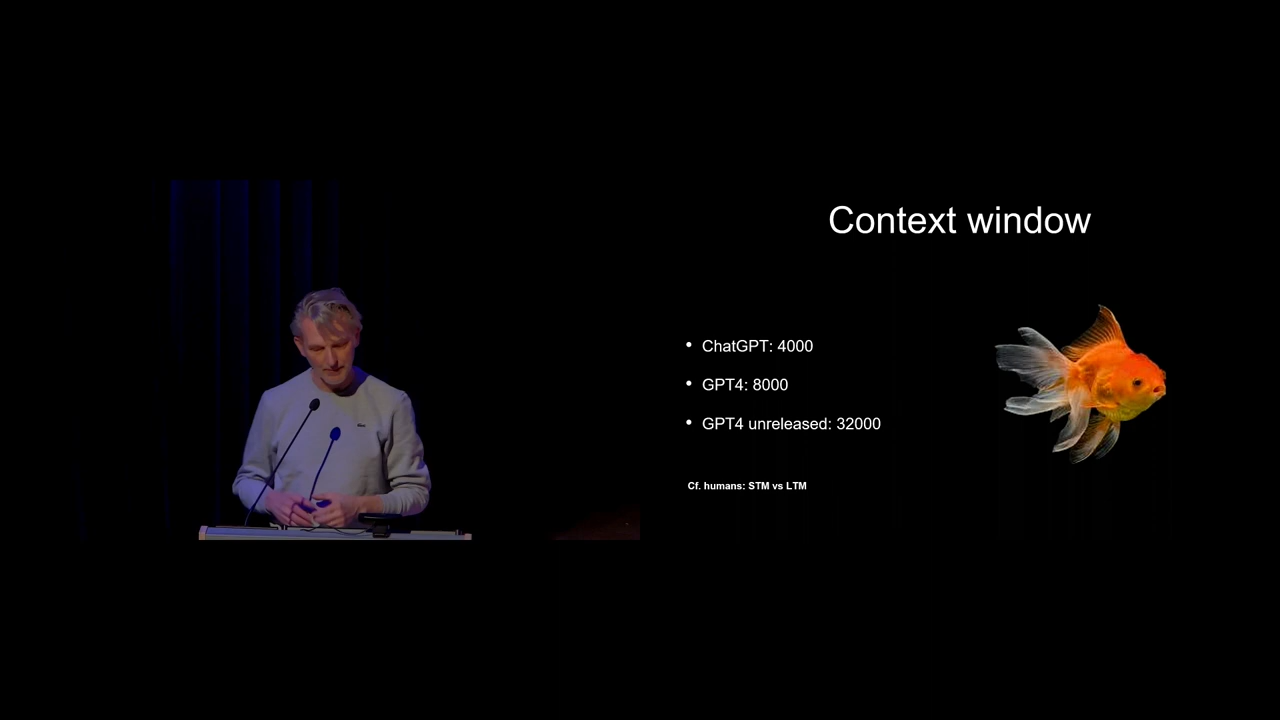 Context window
• ChatGPT: 4000
• GPT4: 8000
• GPT4 unreleased: 32000
Cf. humans: STM vs LTM